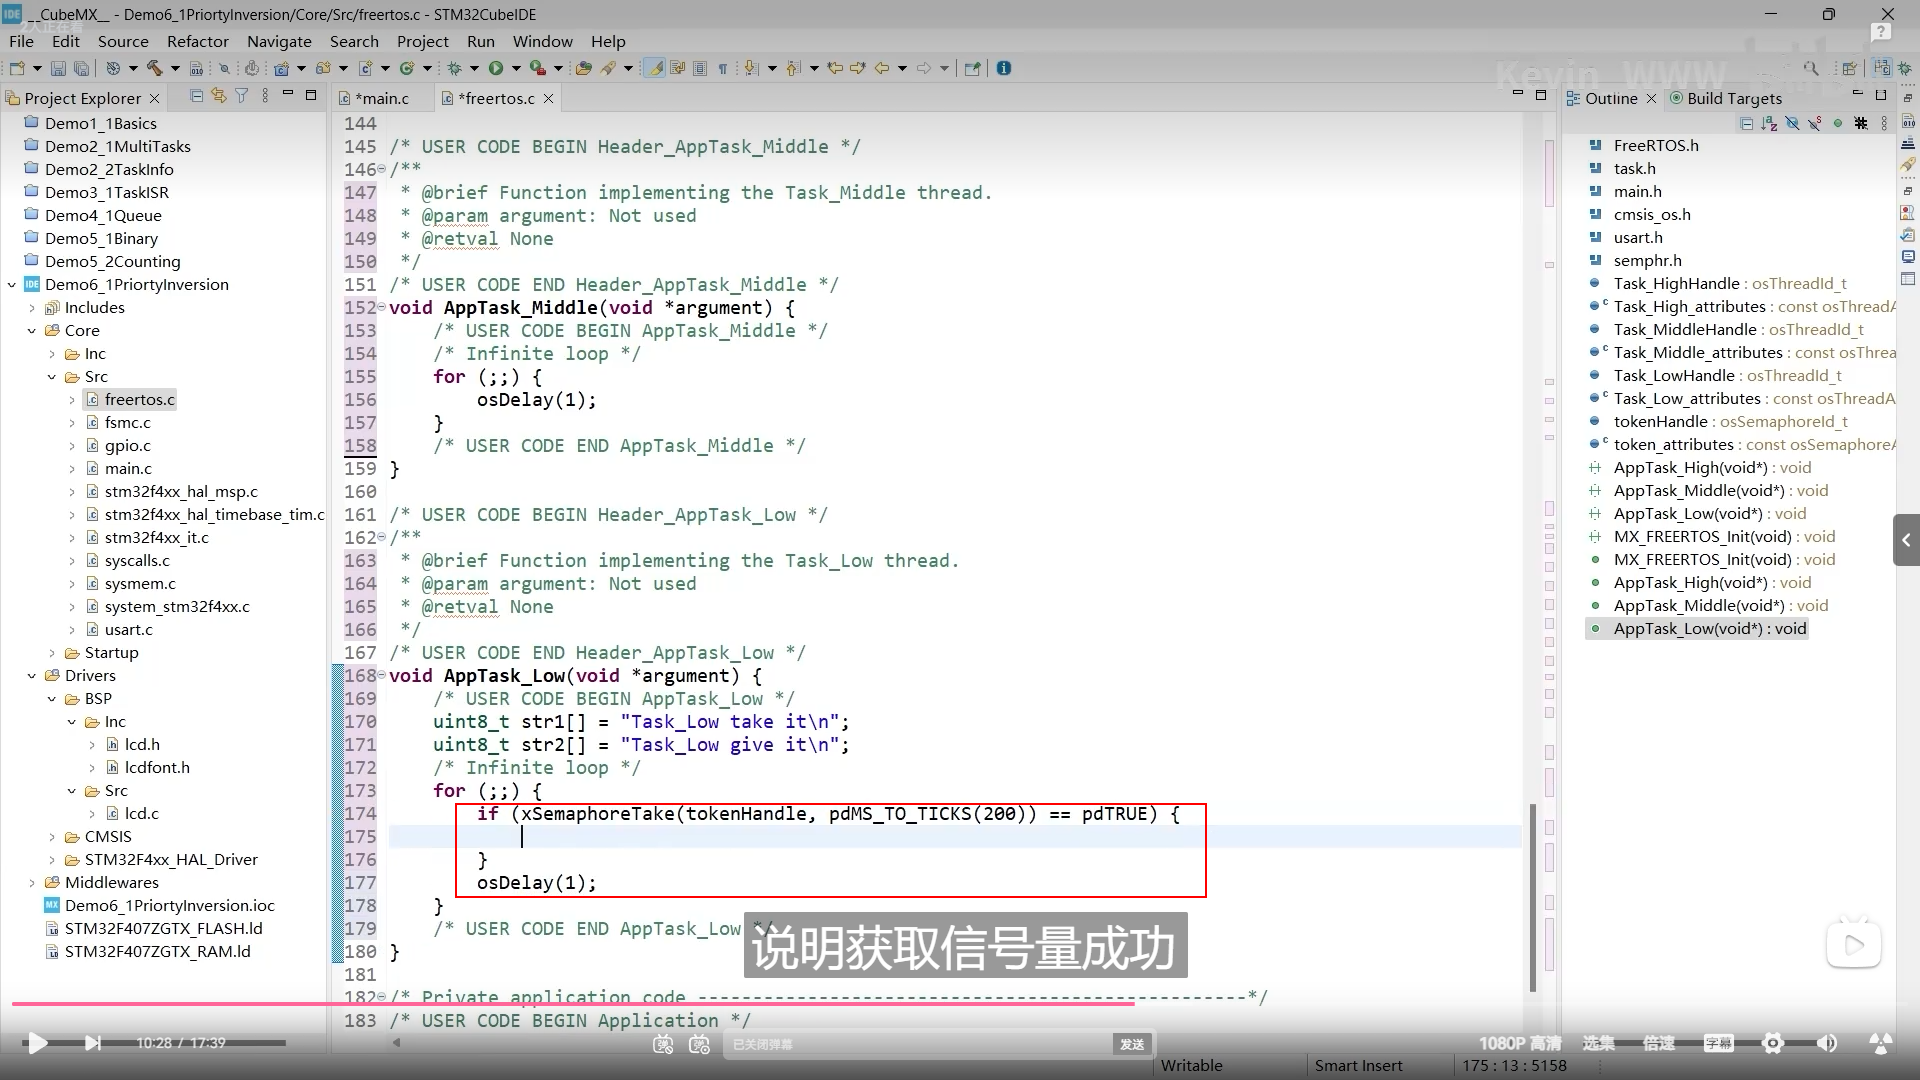 __CubeMX__ - Demo6_1PriortyInversion/Core/Src/freertos.c - STM32CubeIDE
File Edit Source Refactor Navigate Search Project Run Window Help
Kevin_WWW
Project Explorer
*main.c
*freertos.c
Outline
Build Targets
Demo1_1Basics
Demo2_1MultiTasks
Demo2_2TaskInfo
Demo3_1TaskISR
Demo4_1Queue
Demo5_1Binary
Demo5_2Counting
Demo6_1PriortyInversion
Includes
Core
Inc
Src
freertos.c
fsmc.c
gpio.c
main.c
stm32f4xx_hal_msp.c
stm32f4xx_hal_timebase_tim.c
stm32f4xx_it.c
syscalls.c
sysmem.c
system_stm32f4xx.c
usart.c
Startup
Drivers
BSP
Inc
lcd.h
lcdfont.h
Src
lcd.c
CMSIS
STM32F4xx_HAL_Driver
Middlewares
Demo6_1PriortyInversion.ioc
STM32F407ZGTX_FLASH.ld
STM32F407ZGTX_RAM.ld
144
145 /* USER CODE BEGIN Header_AppTask_Middle */
146 /**
147 * @brief Function implementing the Task_Middle thread.
148 * @param argument: Not used
149 * @retval None
150 */
151 /* USER CODE END Header_AppTask_Middle */
152 void AppTask_Middle(void *argument) {
153 /* USER CODE BEGIN AppTask_Middle */
154 /* Infinite loop */
155 for (;;) {
156 osDelay(1);
157 }
158 /* USER CODE END AppTask_Middle */
159 }
160
161 /* USER CODE BEGIN Header_AppTask_Low */
162 /**
163 * @brief Function implementing the Task_Low thread.
164 * @param argument: Not used
165 * @retval None
166 */
167 /* USER CODE END Header_AppTask_Low */
168 void AppTask_Low(void *argument) {
169 /* USER CODE BEGIN AppTask_Low */
170 uint8_t str1[] = "Task_Low take it\n";
171 uint8_t str2[] = "Task_Low give it\n";
172 /* Infinite loop */
173 for (;;) {
174 if (xSemaphoreTake(tokenHandle, pdMS_TO_TICKS(200)) == pdTRUE) {
175
176 }
177 osDelay(1);
178 }
179 /* USER CODE END AppTask_Low */
180 }
181
182 /* Private application code --------------------------------------------------*/
183 /* USER CODE BEGIN Application */
说明获取信号量成功
FreeRTOS.h
task.h
main.h
cmsis_os.h
usart.h
semphr.h
Task_HighHandle : osThreadId_t
Task_High_attributes : const osThreadA
Task_MiddleHandle : osThreadId_t
Task_Middle_attributes : const osThrea
Task_LowHandle : osThreadId_t
Task_Low_attributes : const osThreadA
tokenHandle : osSemaphoreId_t
token_attributes : const osSemaphoreA
AppTask_High(void*) : void
AppTask_Middle(void*) : void
AppTask_Low(void*) : void
MX_FREERTOS_Init(void) : void
MX_FREERTOS_Init(void) : void
AppTask_High(void*) : void
AppTask_Middle(void*) : void
AppTask_Low(void*) : void
10:28 / 17:39
已关闭弹幕
发送
1080P 高清
选集
倍速
字幕
Writable
Smart Insert
175 : 13 : 5158